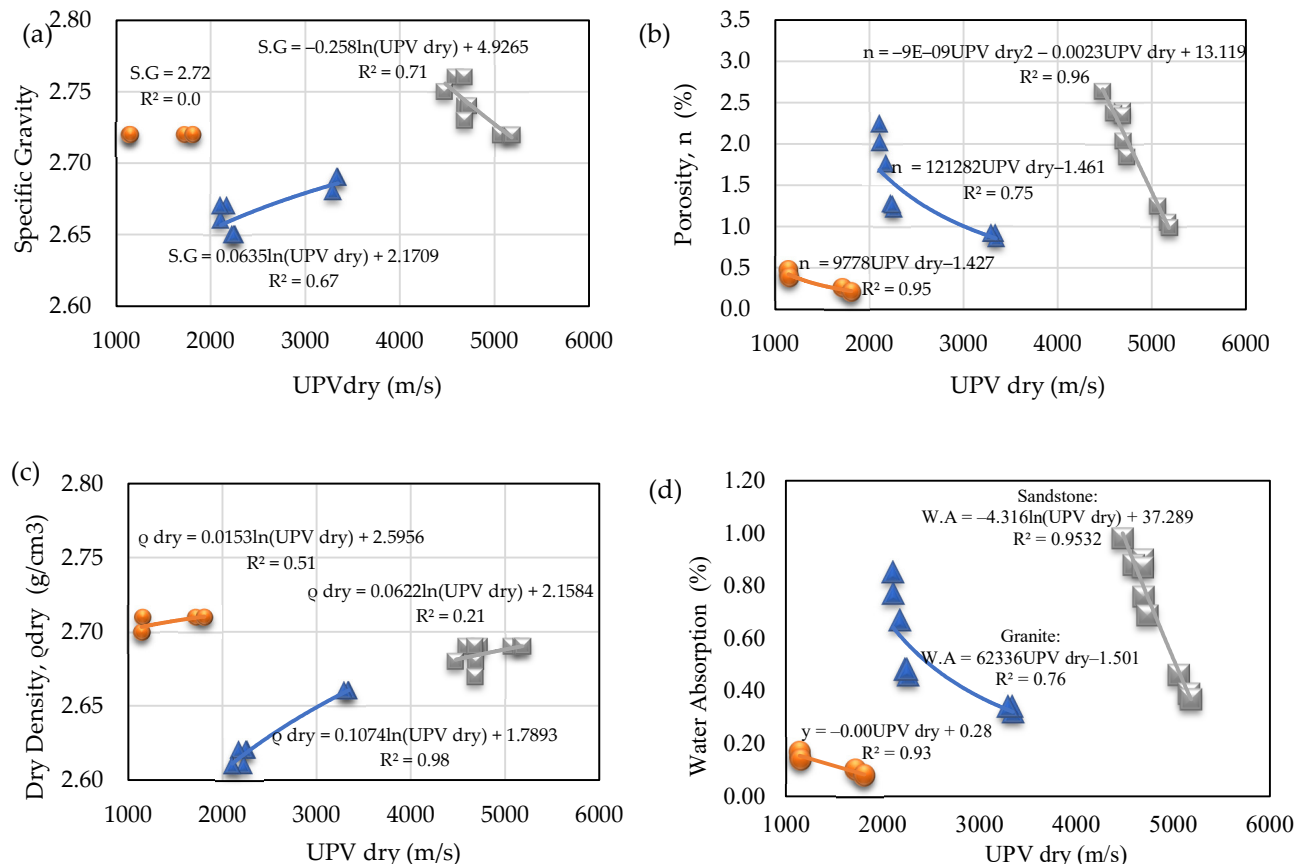 (a)
2.80
2.75
2.70
2.65
2.60
Specific Gravity
S.G = –0.258ln(UPV dry) + 4.9265
R² = 0.71
S.G = 2.72
R² = 0.0
S.G = 0.0635ln(UPV dry) + 2.1709
R² = 0.67
1000 2000 3000 4000 5000 6000
UPVdry (m/s)
(b)
3.5
3.0
2.5
2.0
1.5
1.0
0.5
0.0
Porosity, n (%)
n = –9E–09UPV dry2 – 0.0023UPV dry + 13.119
R² = 0.96
n = 121282UPV dry–1.461
R² = 0.75
n = 9778UPV dry–1.427
R² = 0.95
1000 2000 3000 4000 5000 6000
UPV dry (m/s)
(c)
2.80
2.75
2.70
2.65
2.60
Dry Density, ρdry (g/cm3)
ρ dry = 0.0153ln(UPV dry) + 2.5956
R² = 0.51
ρ dry = 0.0622ln(UPV dry) + 2.1584
R² = 0.21
ρ dry = 0.1074ln(UPV dry) + 1.7893
R² = 0.98
1000 2000 3000 4000 5000 6000
UPV dry (m/s)
(d)
1.20
1.00
0.80
0.60
0.40
0.20
0.00
Water Absorption (%)
Sandstone:
W.A = –4.316ln(UPV dry) + 37.289
R² = 0.9532
Granite:
W.A = 62336UPV dry–1.501
R² = 0.76
y = –0.00UPV dry + 0.28
R² = 0.93
1000 2000 3000 4000 5000 6000
UPV dry (m/s)